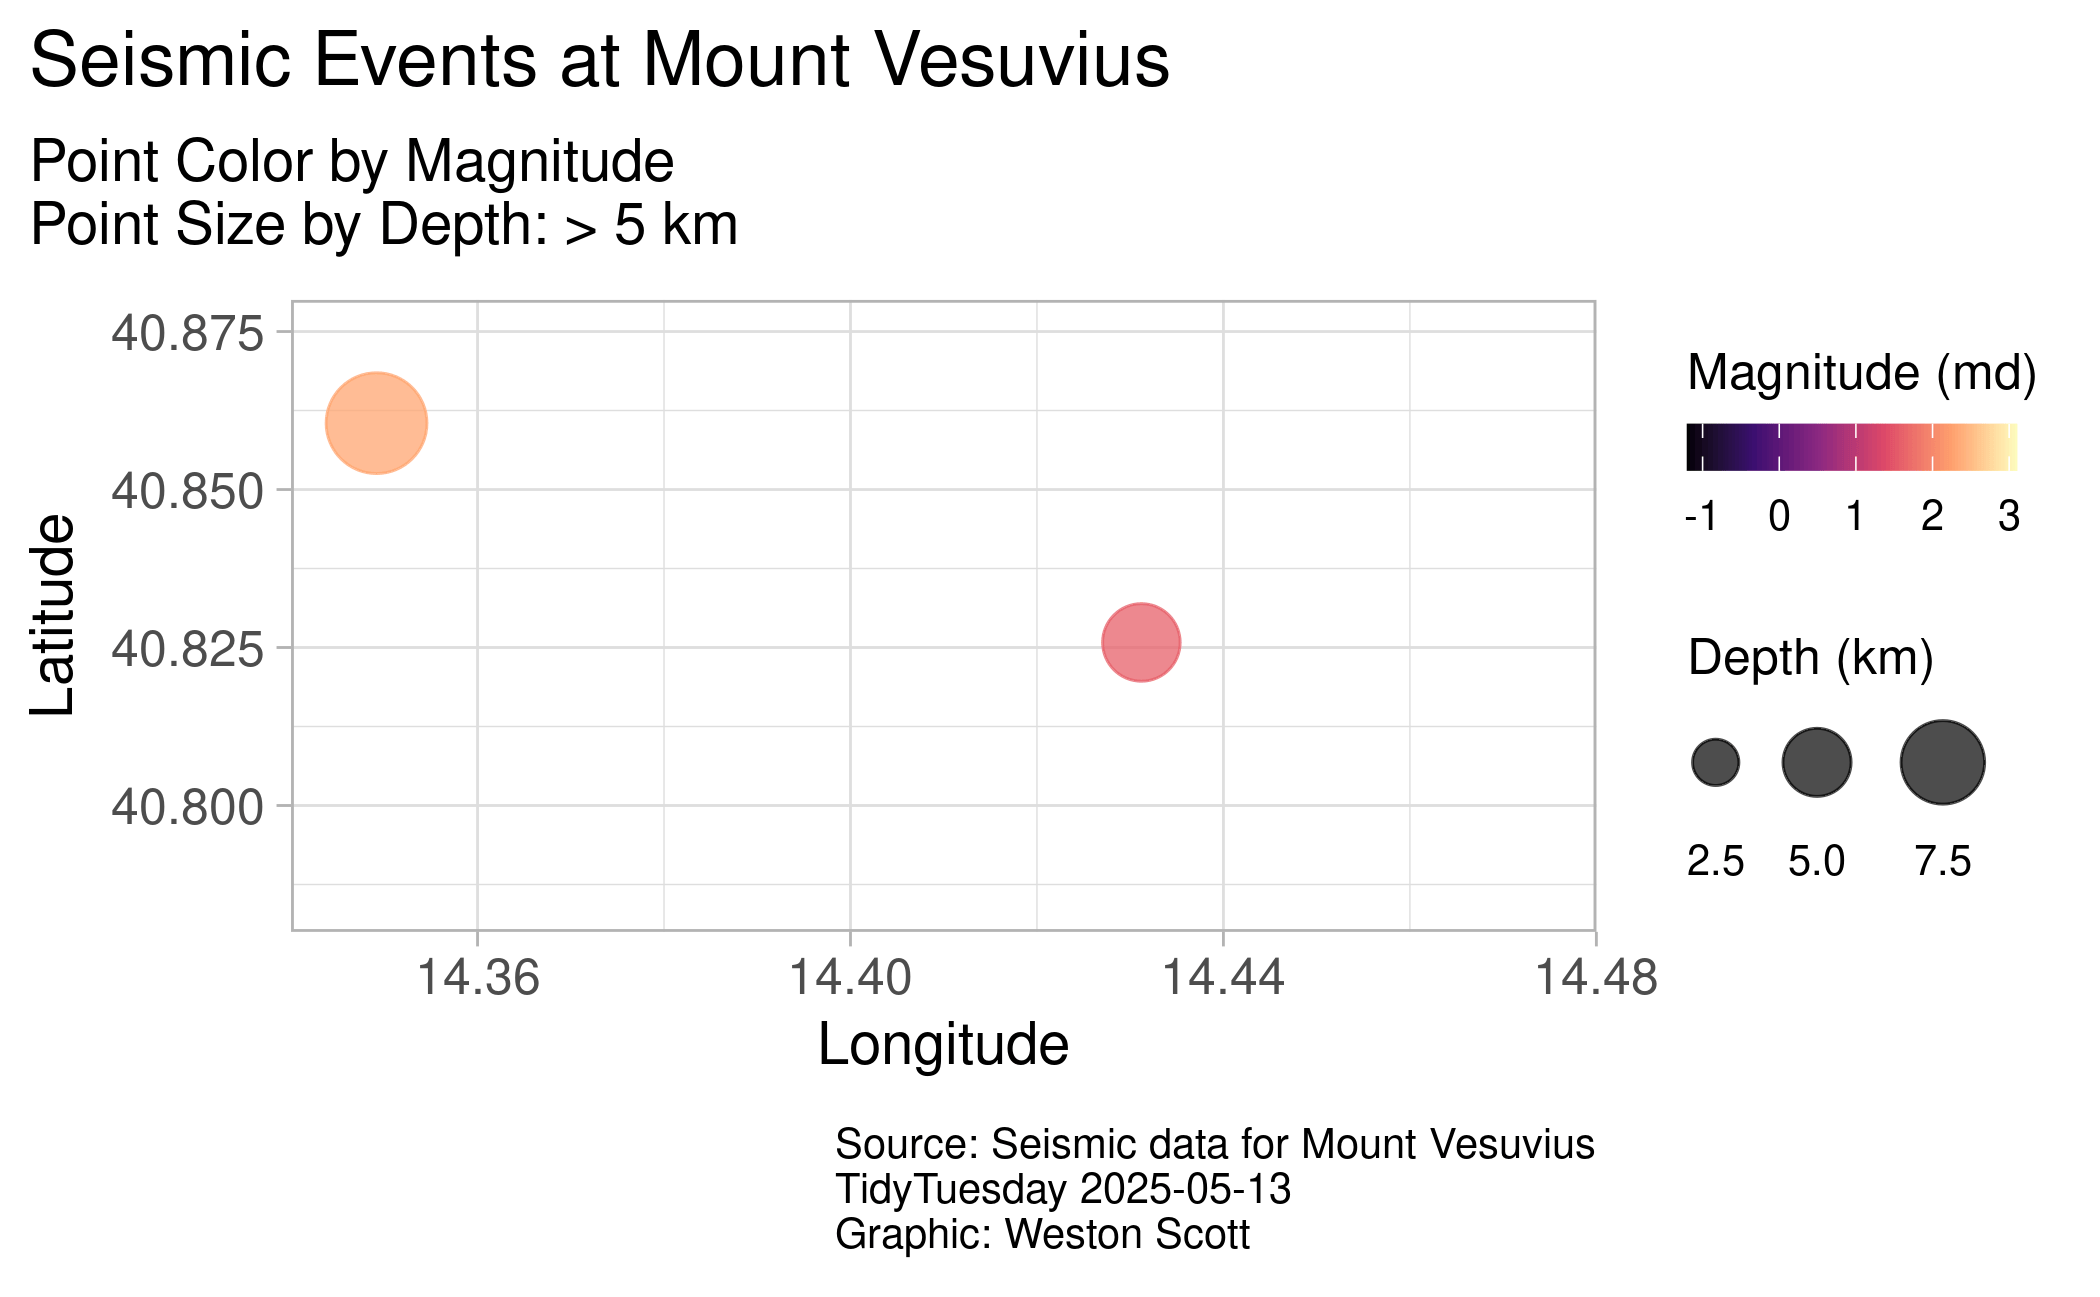 Seismic Events at Mount Vesuvius
Point Color by Magnitude
Point Size by Depth: > 5 km
Latitude
40.875
40.850
40.825
40.800
14.36 14.40 14.44 14.48
Longitude
Magnitude (md)
-1 0 1 2 3
Depth (km)
2.5 5.0 7.5
Source: Seismic data for Mount Vesuvius
TidyTuesday 2025-05-13
Graphic: Weston Scott